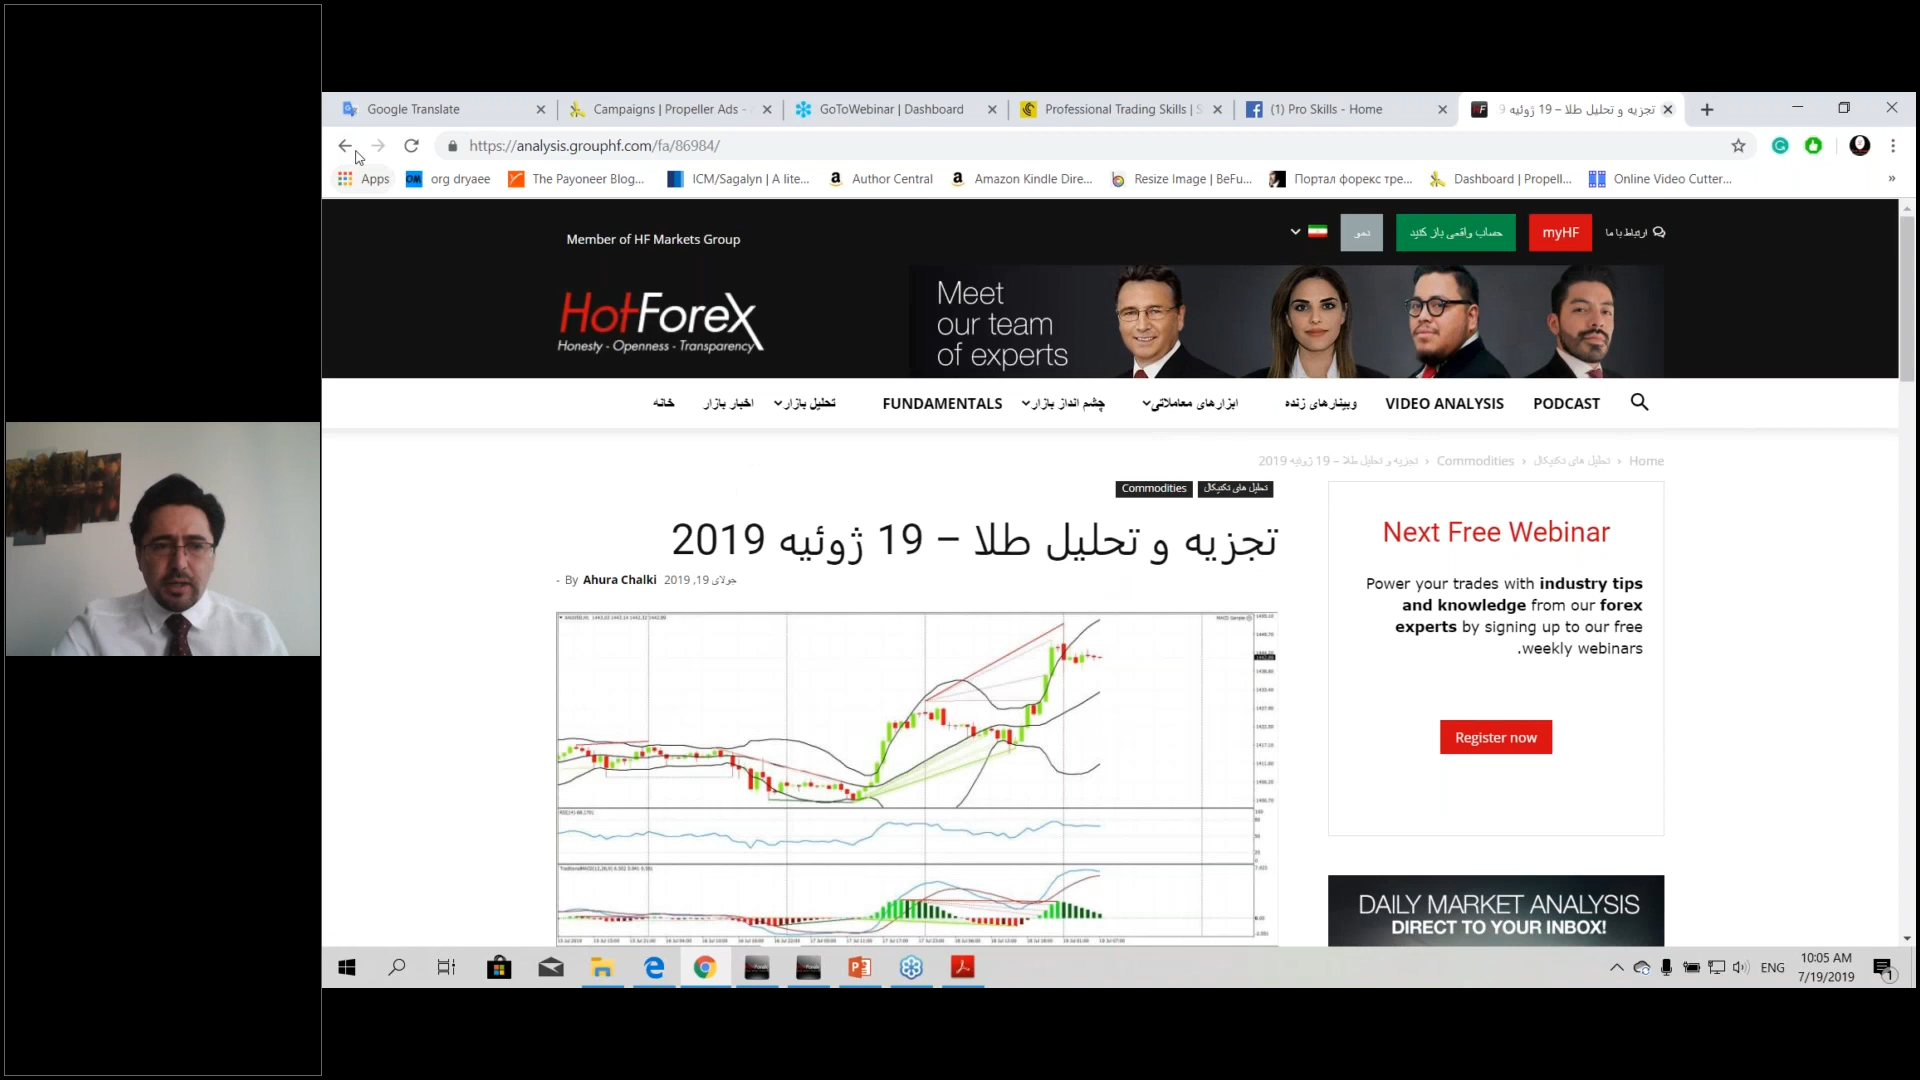 Google Translate
Campaigns | Propeller Ads -
GoToWebinar | Dashboard
Professional Trading Skills | S
(1) Pro Skills - Home
تجزیه و تحلیل طلا – 19 ژوئیه 9
https://analysis.grouphf.com/fa/86984/
Apps
org dryaee
The Payoneer Blog...
ICM/Sagalyn | A lite...
Author Central
Amazon Kindle Dire...
Resize Image | BeFu...
Портал форекс тре...
Dashboard | Propell...
Online Video Cutter...
»
Member of HF Markets Group
دمو
حساب واقعی باز کنید
myHF
ارتباط با ما
HotForex
Honesty - Openness - Transparency
Meet
our team
of experts
خانه
اخبار بازار
تحلیل بازار
FUNDAMENTALS
چشم انداز بازار
ابزارهای معاملاتی
وبینارهای زنده
VIDEO ANALYSIS
PODCAST
Home › تحلیل های تکنیکال › Commodities › تجزیه و تحلیل طلا – 19 ژوئیه 2019
Commodities
تحلیل های تکنیکال
تجزیه و تحلیل طلا – 19 ژوئیه 2019
- By Ahura Chalki جولای 19, 2019
Next Free Webinar
Power your trades with industry tips
and knowledge from our forex
experts by signing up to our free
.weekly webinars
Register now
DAILY MARKET ANALYSIS
DIRECT TO YOUR INBOX!
ENG
10:05 AM
7/19/2019
1